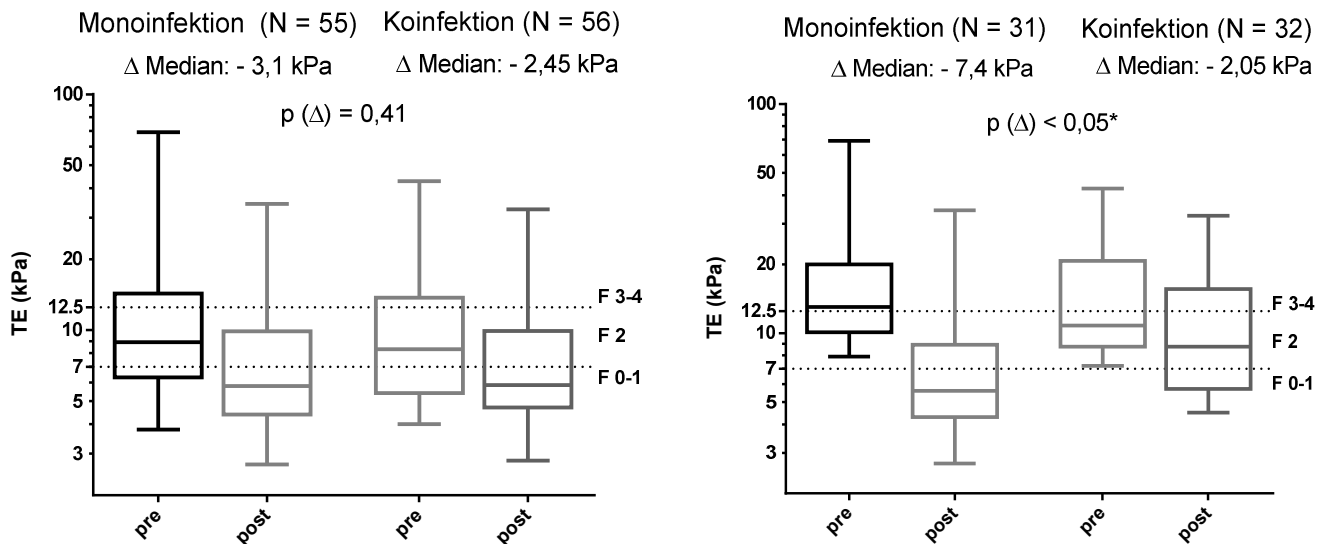 Monoinfektion (N = 55) Koinfektion (N = 56)
Δ Median: - 3,1 kPa Δ Median: - 2,45 kPa
p (Δ) = 0,41
TE (kPa)
100
50
20
12.5
10
7
5
3
F 3-4
F 2
F 0-1
pre post pre post
Monoinfektion (N = 31) Koinfektion (N = 32)
Δ Median: - 7,4 kPa Δ Median: - 2,05 kPa
p (Δ) < 0,05*
TE (kPa)
100
50
20
12.5
10
7
5
3
F 3-4
F 2
F 0-1
pre post pre post